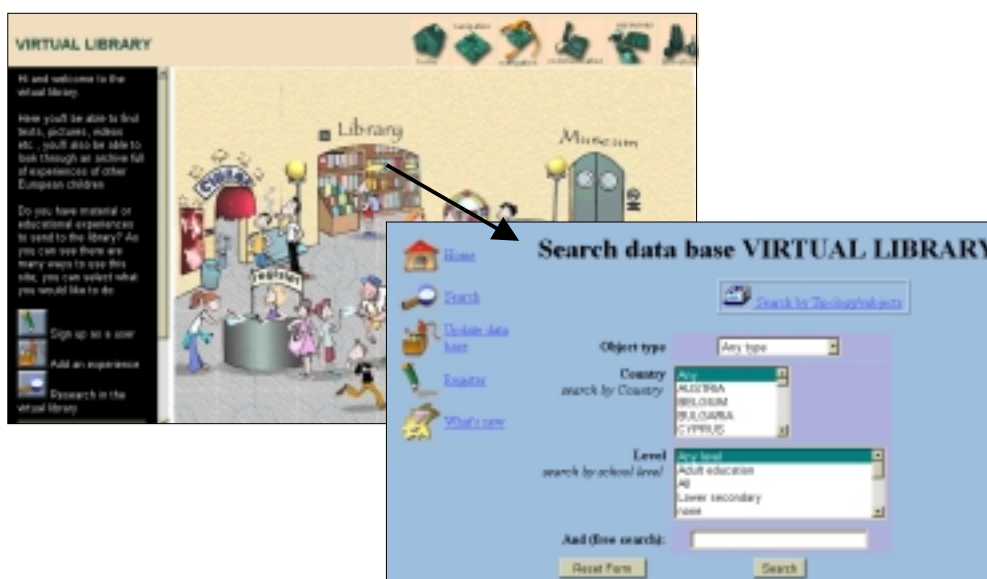 VIRTUAL LIBRARY
Hi and welcome to the
virtual library.
Here you'll be able to find
texts, pictures, videos
etc., you'll also be able to
look through an archive full
of experiences of other
European children
Do you have material or
educational experiences
to send to the library? As
you can see there are
many ways to use this
site, you can select what
you would like to do
Sign up as a user
Add an experience
Research in the
virtual library
Library
Museum
Cinema
register
Search data base VIRTUAL LIBRARY
Home
Search
Update data
base
Register
What's new
Search by Tipology/subjects
Object type
Any type
Country
search by Country
Any
AUSTRIA
BELGIUM
BULGARIA
CYPRUS
Level
search by school level
Any level
Adult education
All
Lower secondary
none
And (free search):
Reset Form
Search